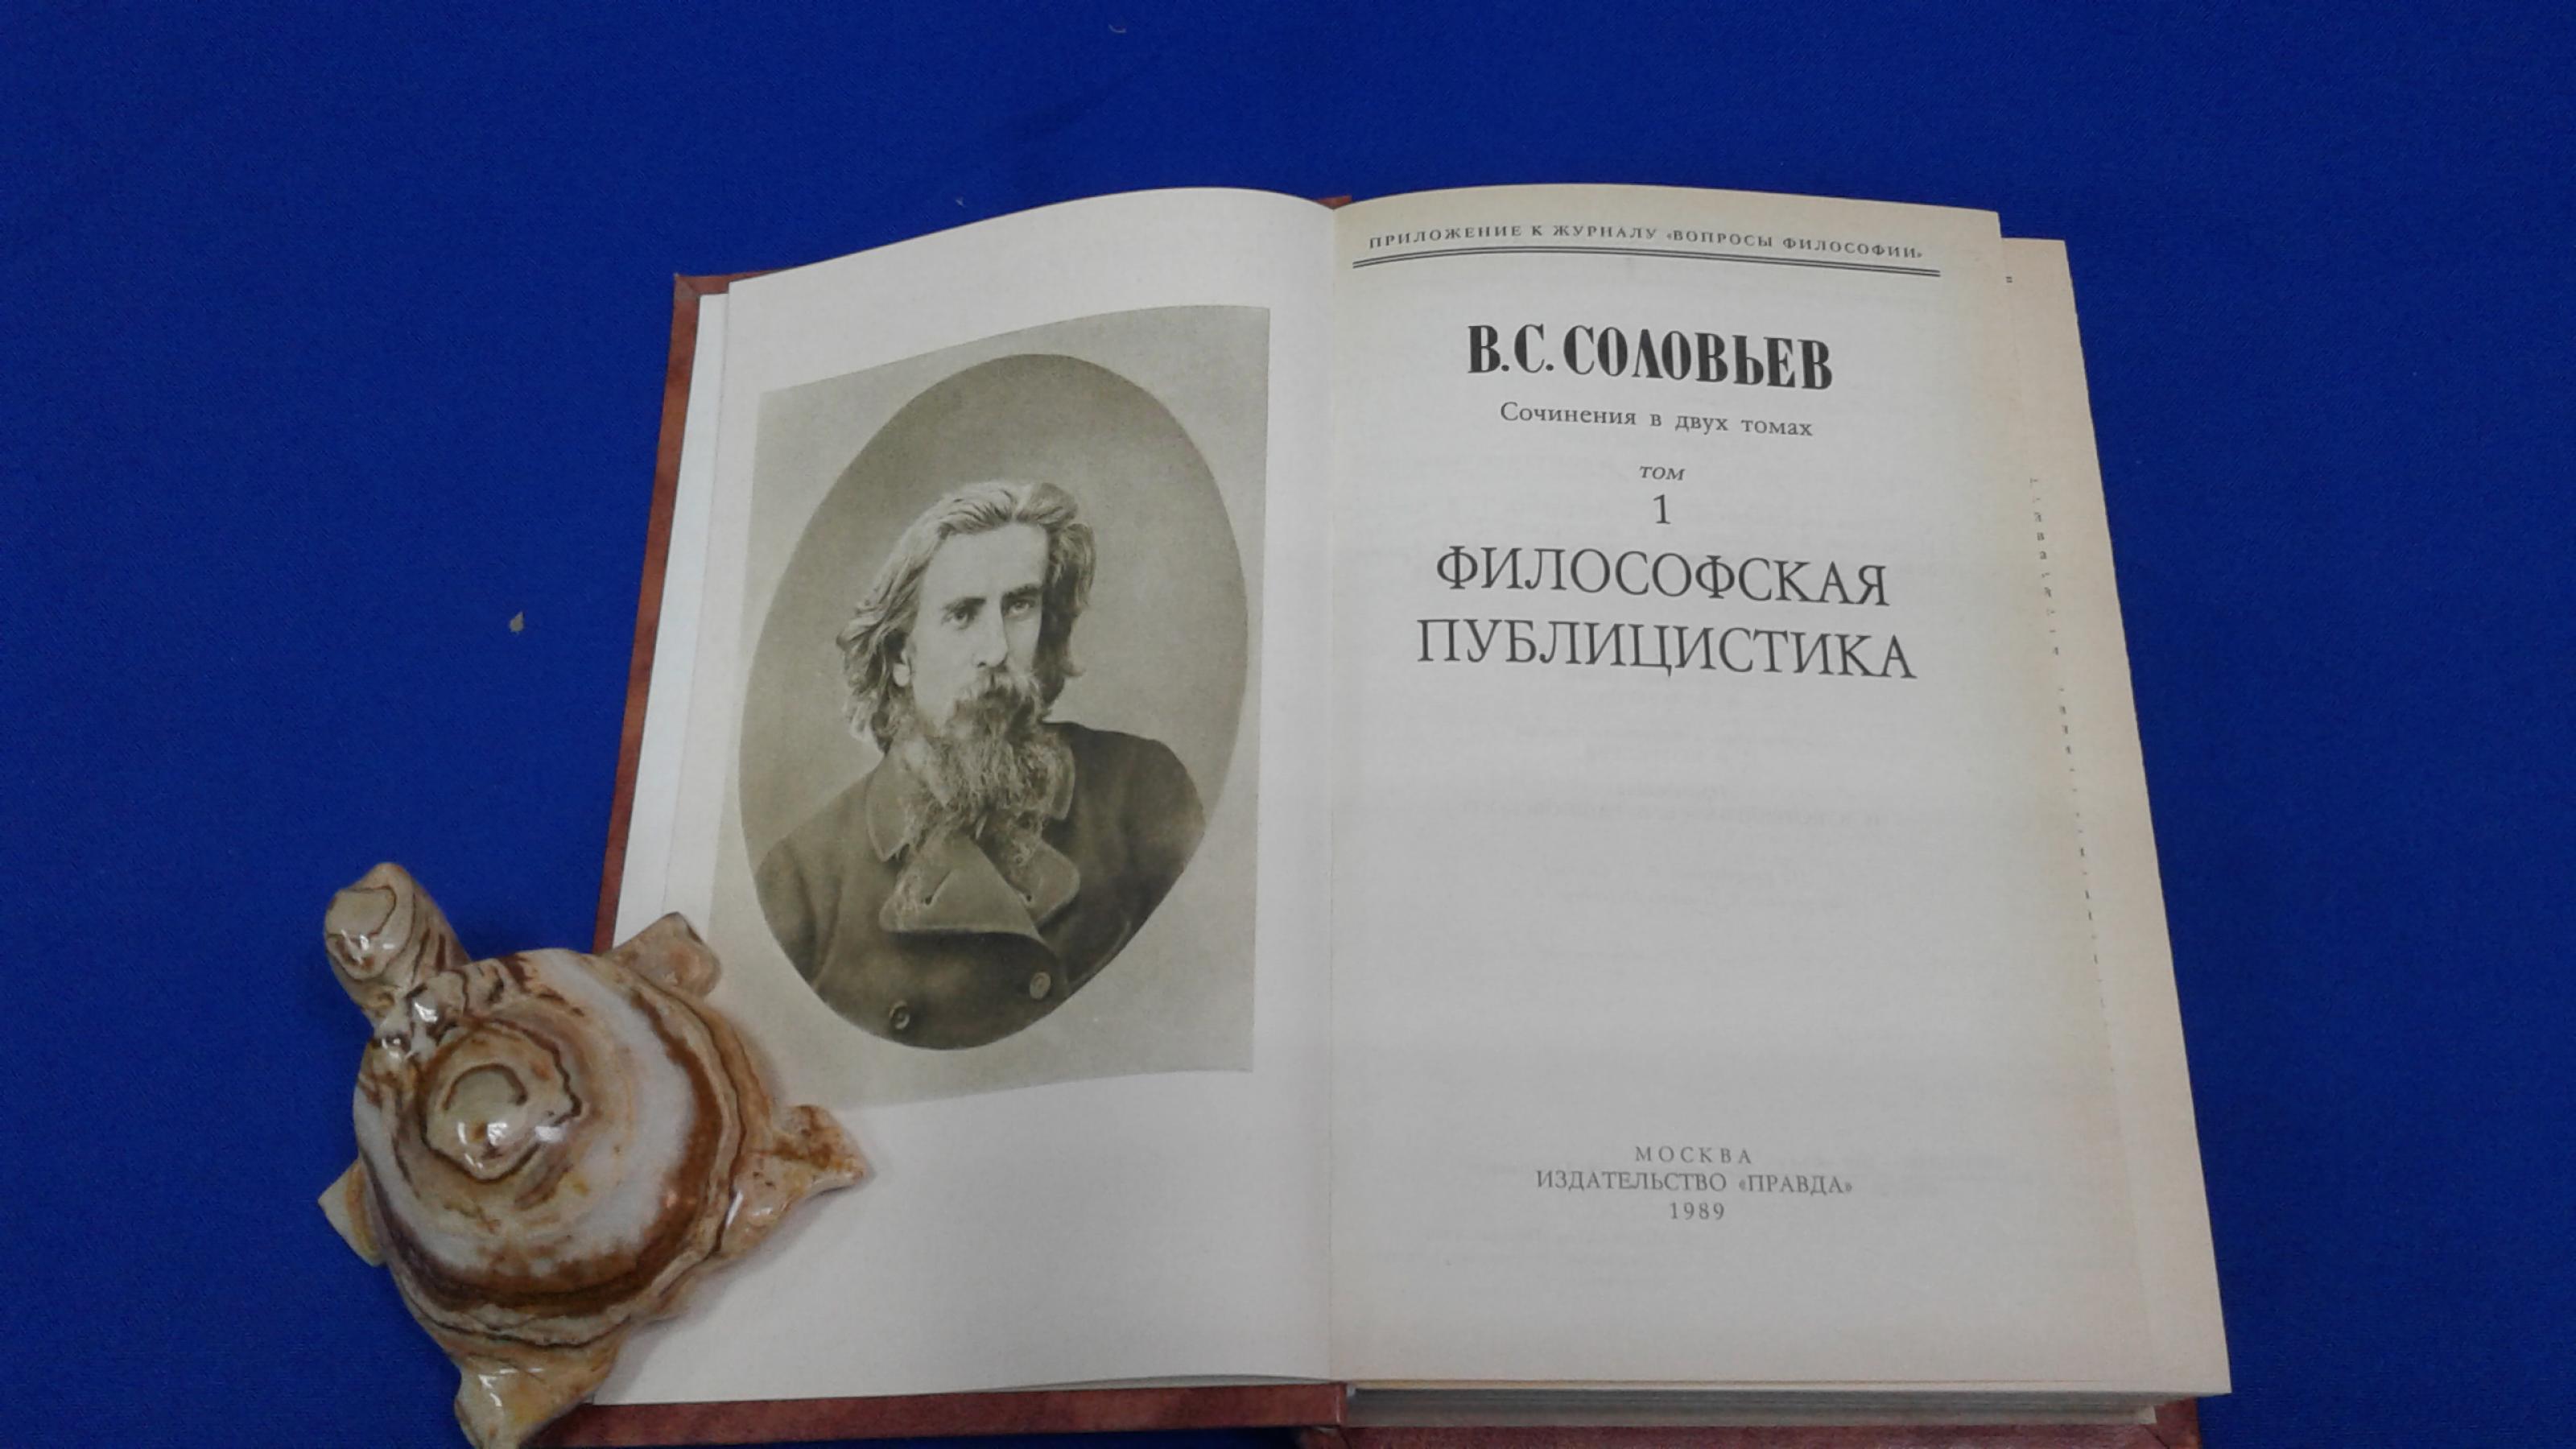 ПРИЛОЖЕНИЕ К ЖУРНАЛУ «ВОПРОСЫ ФИЛОСОФИИ»
В.С.СОЛОВЬЕВ
Сочинения в двух томах
том
1
ФИЛОСОФСКАЯ
ПУБЛИЦИСТИКА
МОСКВА
ИЗДАТЕЛЬСТВО «ПРАВДА»
1989